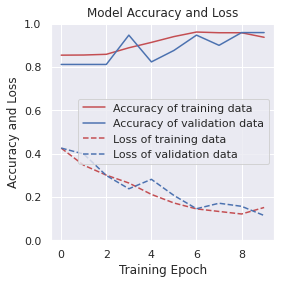 Model Accuracy and Loss
1.0
0.8
0.6
0.4
0.2
0.0
Accuracy and Loss
Accuracy of training data
Accuracy of validation data
Loss of training data
Loss of validation data
0 2 4 6 8
Training Epoch